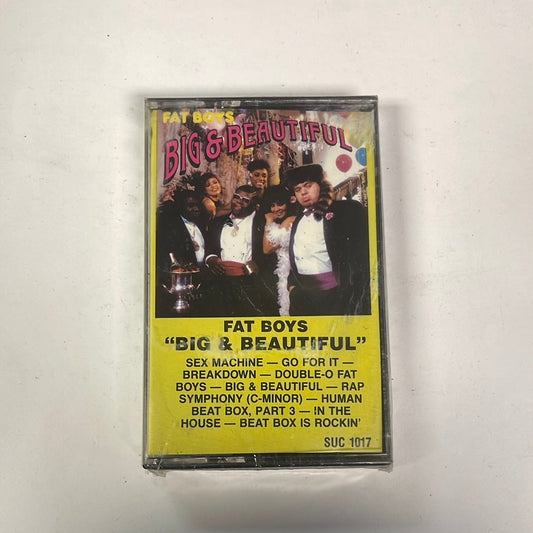 FAT BOYS
BIG & BEAUTIFUL
FAT BOYS
"BIG & BEAUTIFUL"
SEX MACHINE — GO FOR IT —
BREAKDOWN — DOUBLE-O FAT
BOYS — BIG & BEAUTIFUL — RAP
SYMPHONY (C-MINOR) — HUMAN
BEAT BOX, PART 3 — IN THE
HOUSE — BEAT BOX IS ROCKIN'
SUC 1017